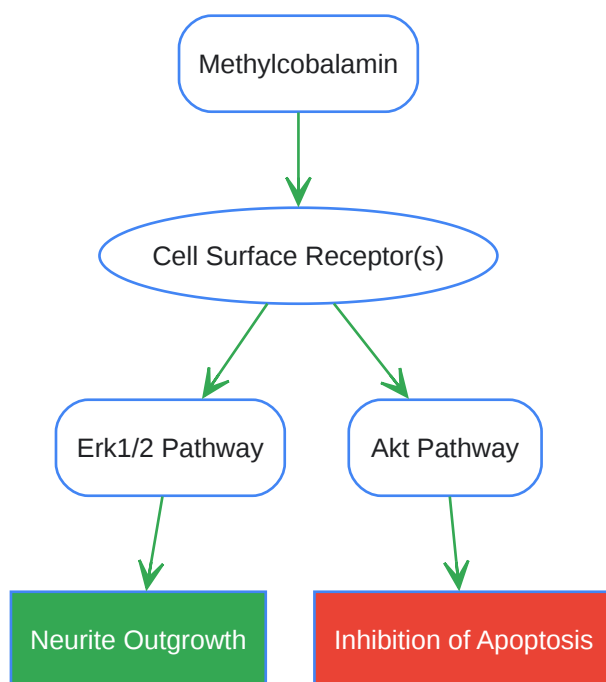 Methylcobalamin
Cell Surface Receptor(s)
Erk1/2 Pathway
Akt Pathway
Neurite Outgrowth
Inhibition of Apoptosis